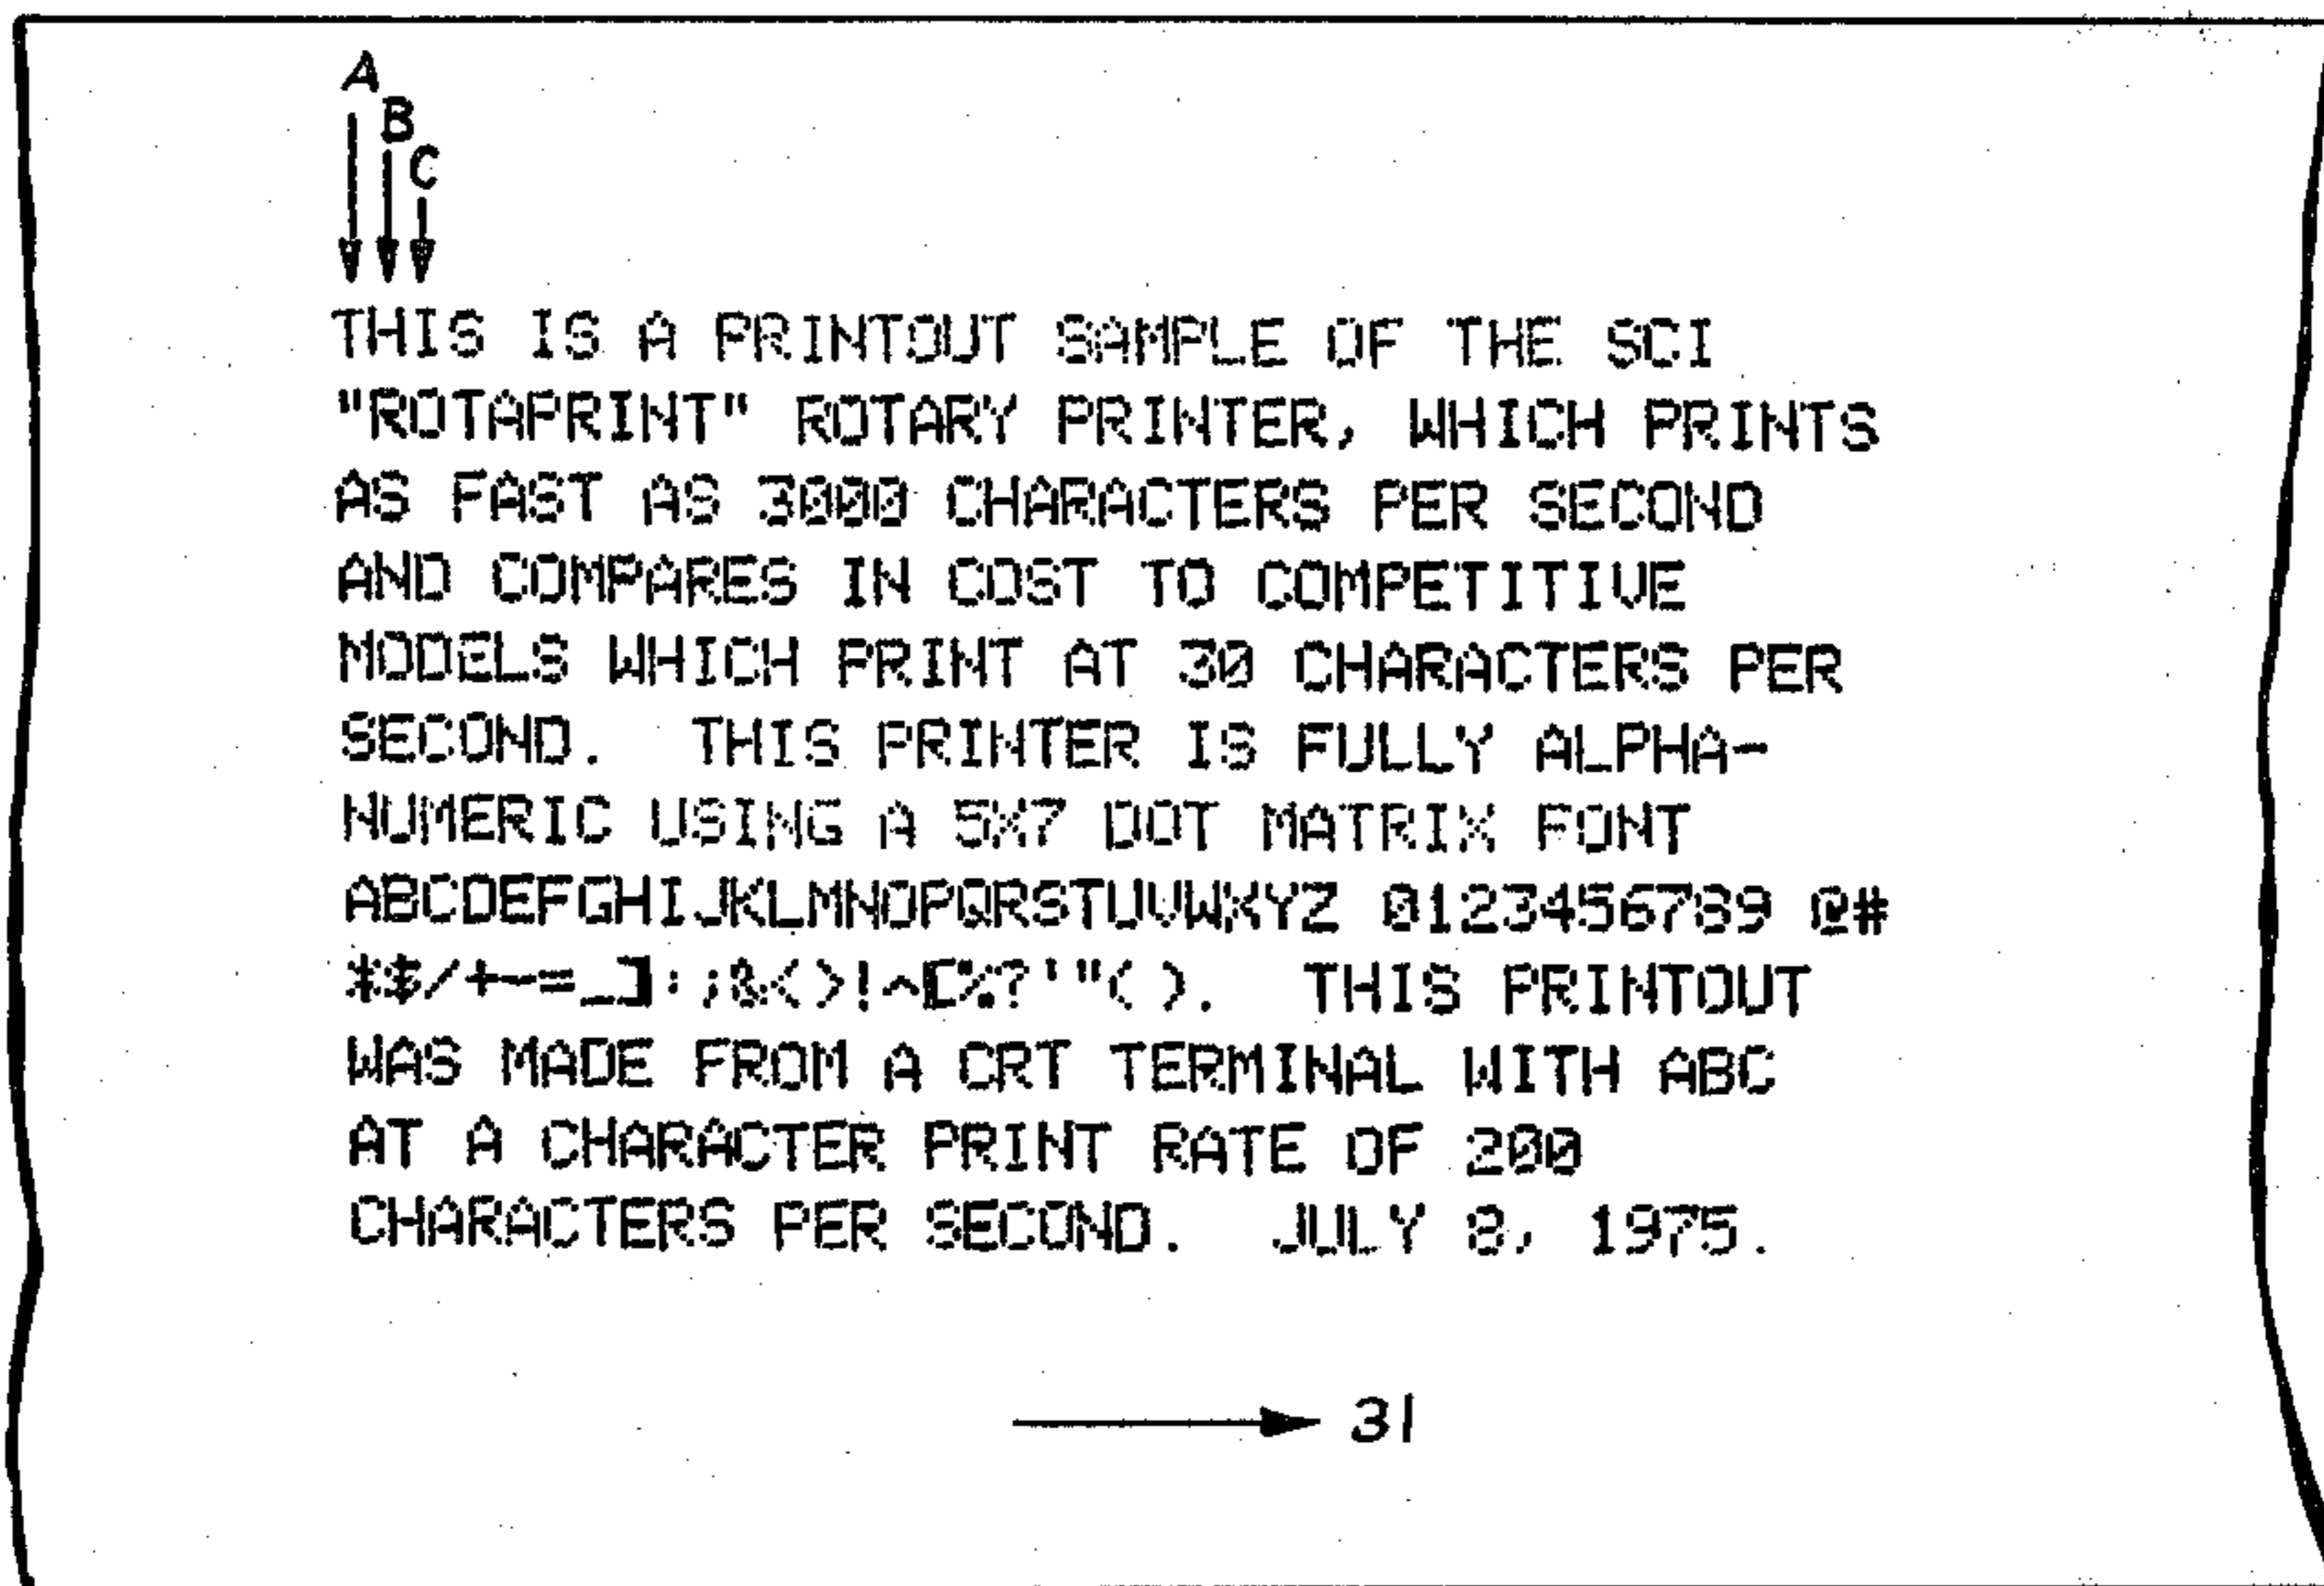 A
B
C
THIS IS A PRINTOUT SAMPLE OF THE SCI
"ROTAPRINT" ROTARY PRINTER, WHICH PRINTS
AS FAST AS 3000 CHARACTERS PER SECOND
AND COMPARES IN COST TO COMPETITIVE
MODELS WHICH PRINT AT 30 CHARACTERS PER
SECOND.  THIS PRINTER IS FULLY ALPHA-
NUMERIC USING A 5X7 DOT MATRIX FONT
ABCDEFGHIJKLMNOPQRSTUVWXYZ 0123456789 @#
*$/+-=_]:;&<>!^[%?'"().  THIS PRINTOUT
WAS MADE FROM A CRT TERMINAL WITH ABC
AT A CHARACTER PRINT RATE OF 200
CHARACTERS PER SECOND.  JULY 8, 1975.
31